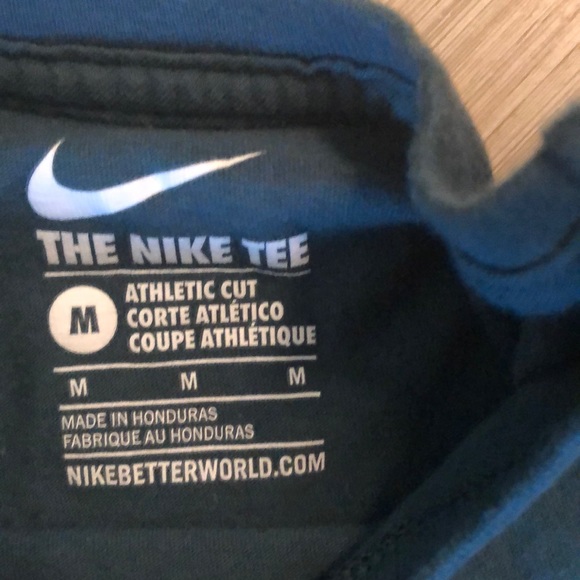 THE NIKE TEE
M
ATHLETIC CUT
CORTE ATLÉTICO
COUPE ATHLÉTIQUE
M M M
MADE IN HONDURAS
FABRIQUE AU HONDURAS
NIKEBETTERWORLD.COM